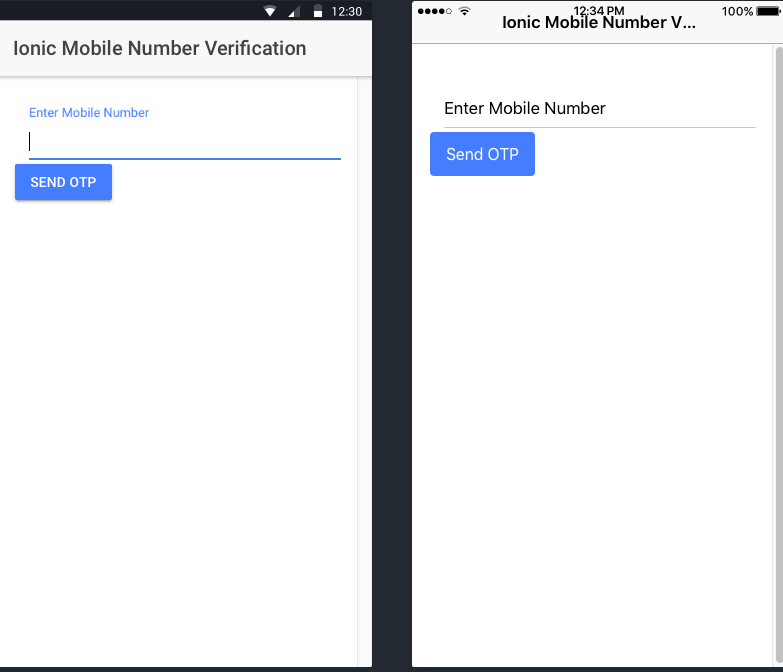 12:30
Ionic Mobile Number Verification
Enter Mobile Number
SEND OTP
12:34 PM
100%
Ionic Mobile Number V...
Enter Mobile Number
Send OTP